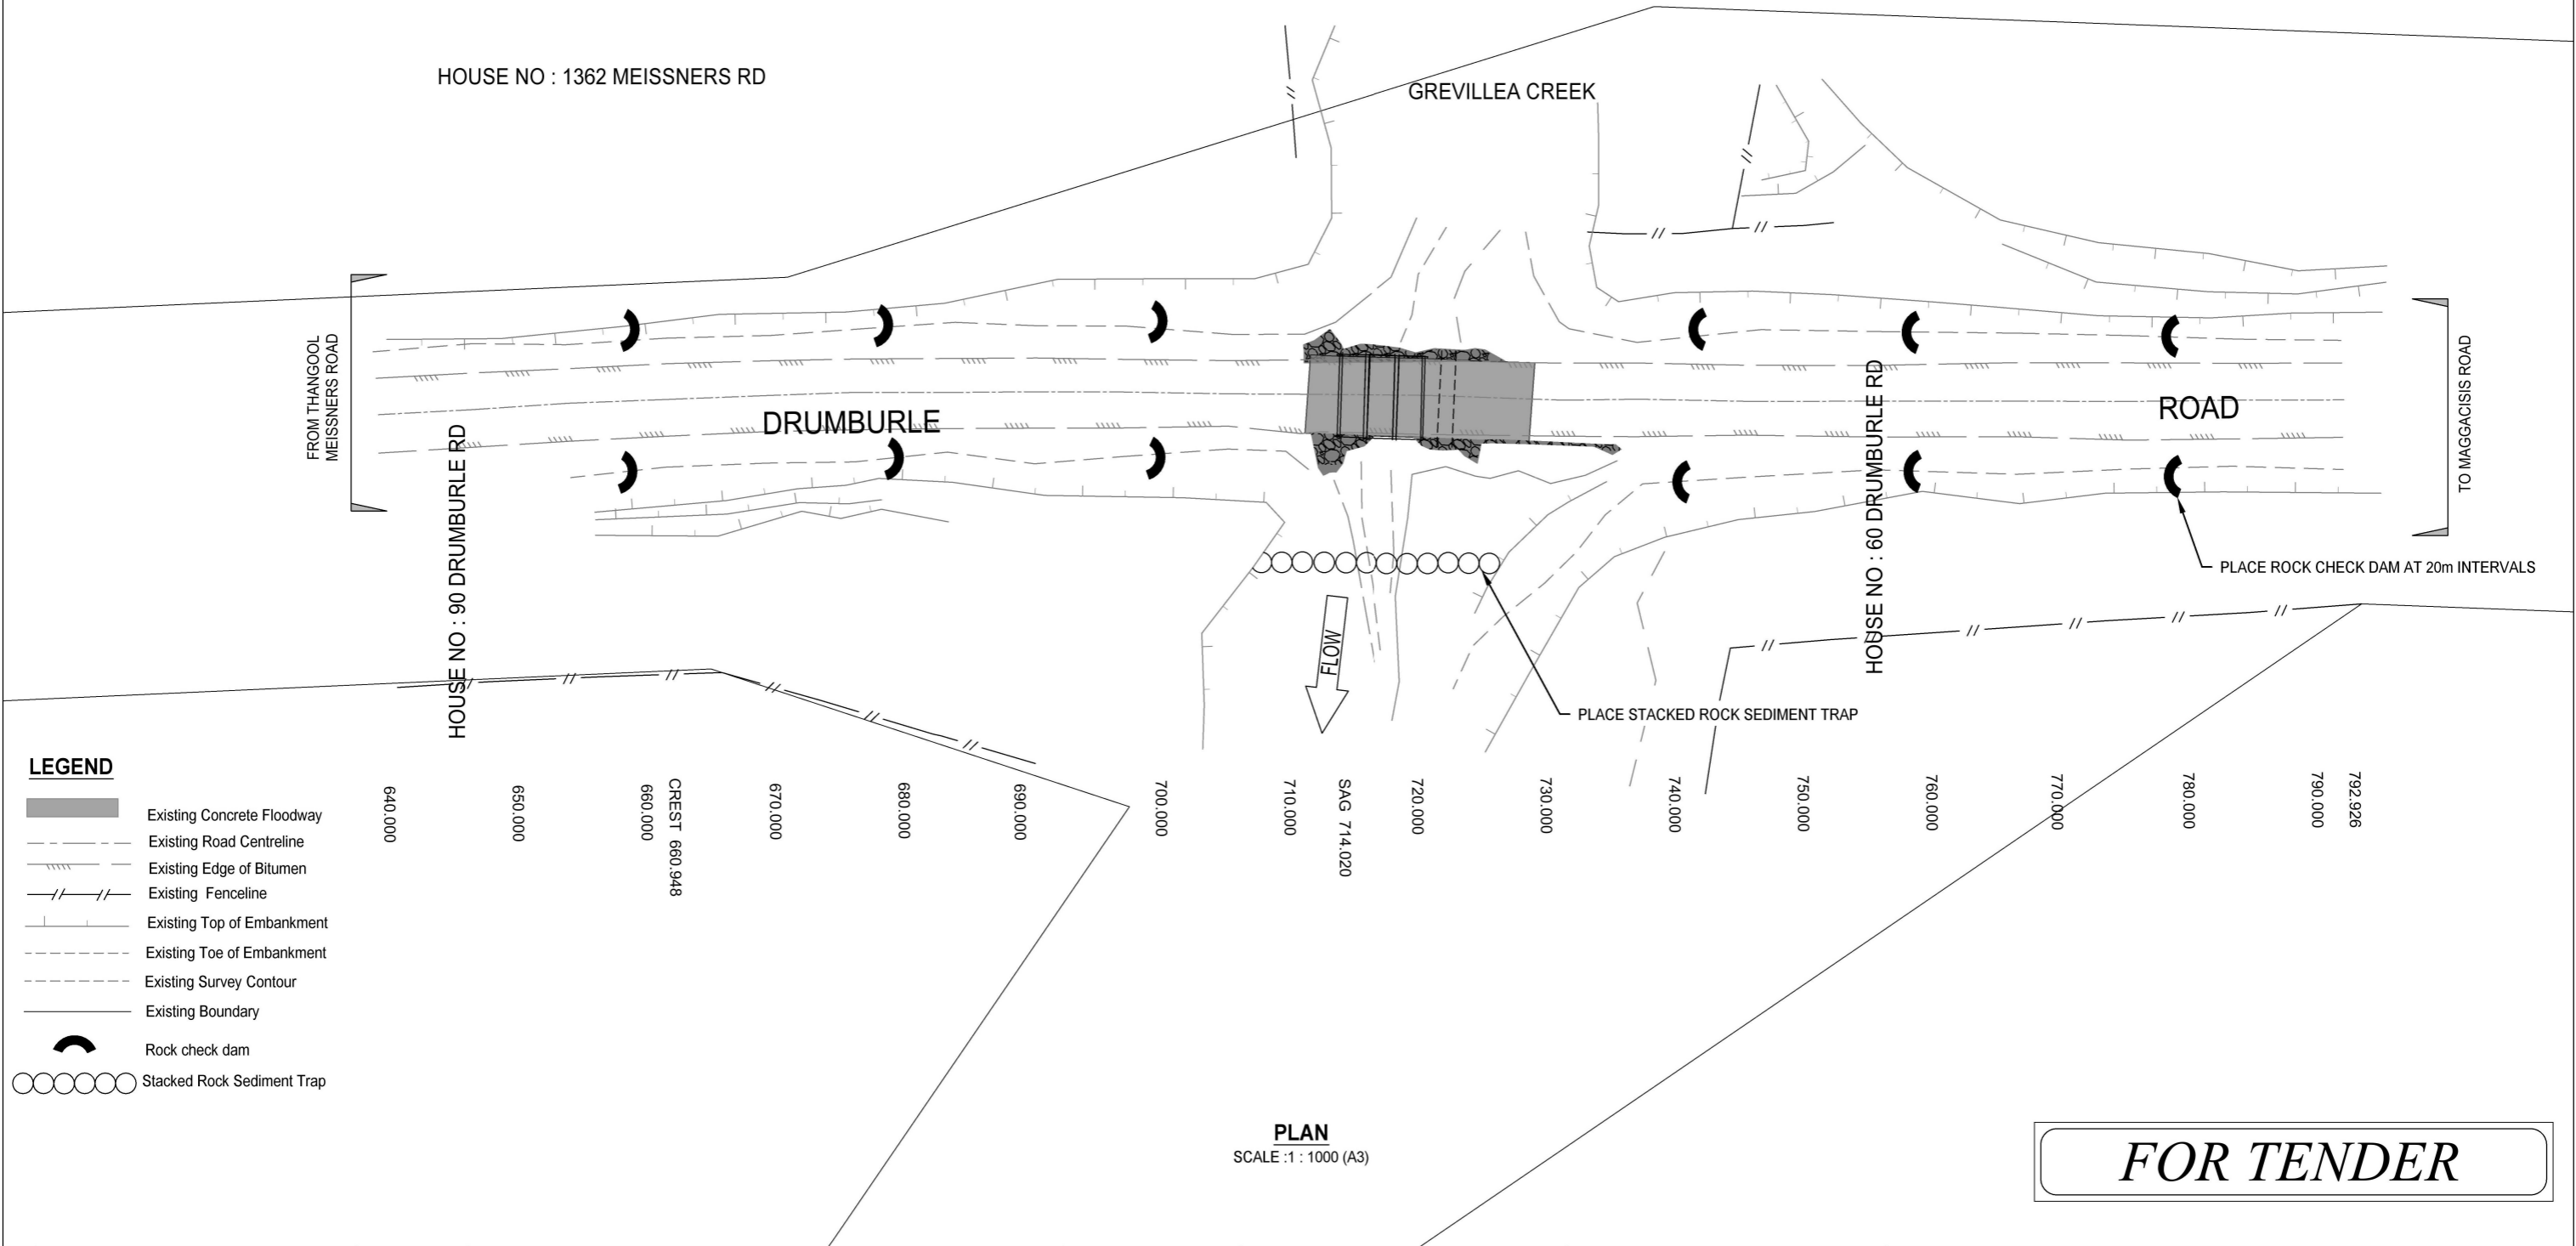 HOUSE NO : 1362 MEISSNERS RD
GREVILLEA CREEK
FROM THANGOOL
MEISSNERS ROAD
DRUMBURLE
ROAD
TO MAGGACISIS ROAD
HOUSE NO : 90 DRUMBURLE RD
HOUSE NO : 60 DRUMBURLE RD
PLACE ROCK CHECK DAM AT 20m INTERVALS
FLOW
PLACE STACKED ROCK SEDIMENT TRAP
640.000
650.000
660.000
CREST 660.948
670.000
680.000
690.000
700.000
710.000
SAG 714.020
720.000
730.000
740.000
750.000
760.000
770.000
780.000
790.000
792.926
LEGEND
Existing Concrete Floodway
Existing Road Centreline
Existing Edge of Bitumen
Existing Fenceline
Existing Top of Embankment
Existing Toe of Embankment
Existing Survey Contour
Existing Boundary
Rock check dam
Stacked Rock Sediment Trap
PLAN
SCALE :1 : 1000 (A3)
FOR TENDER